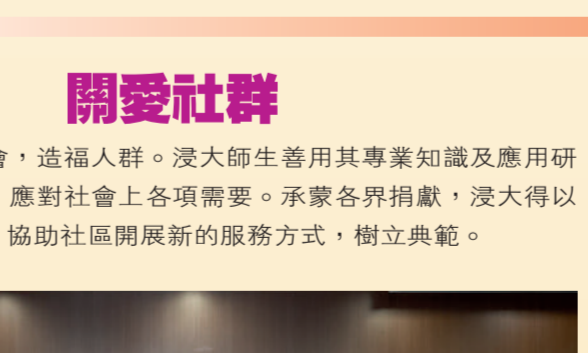 關愛社群
會，造福人群。浸大師生善用其專業知識及應用研
應對社會上各項需要。承蒙各界捐獻，浸大得以
協助社區開展新的服務方式，樹立典範。